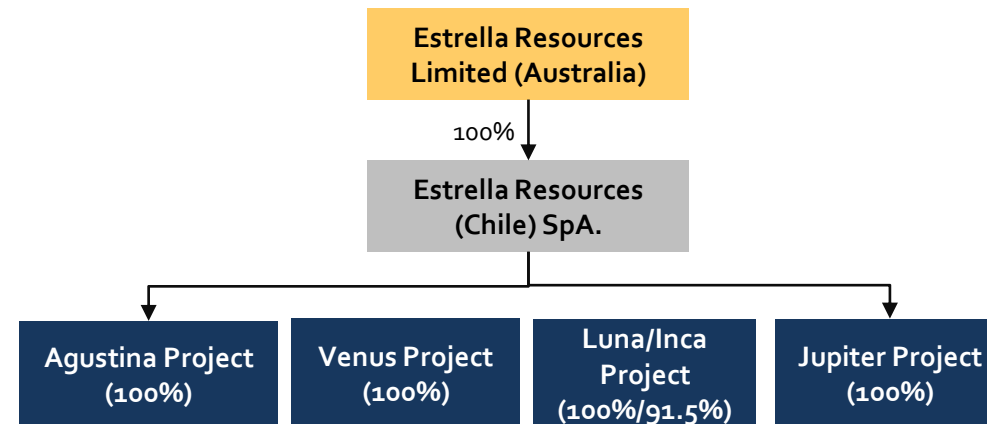 Estrella Resources
Limited (Australia)
100%
Estrella Resources
(Chile) SpA.
Agustina Project
(100%)
Venus Project
(100%)
Luna/Inca
Project
(100%/91.5%)
Jupiter Project
(100%)